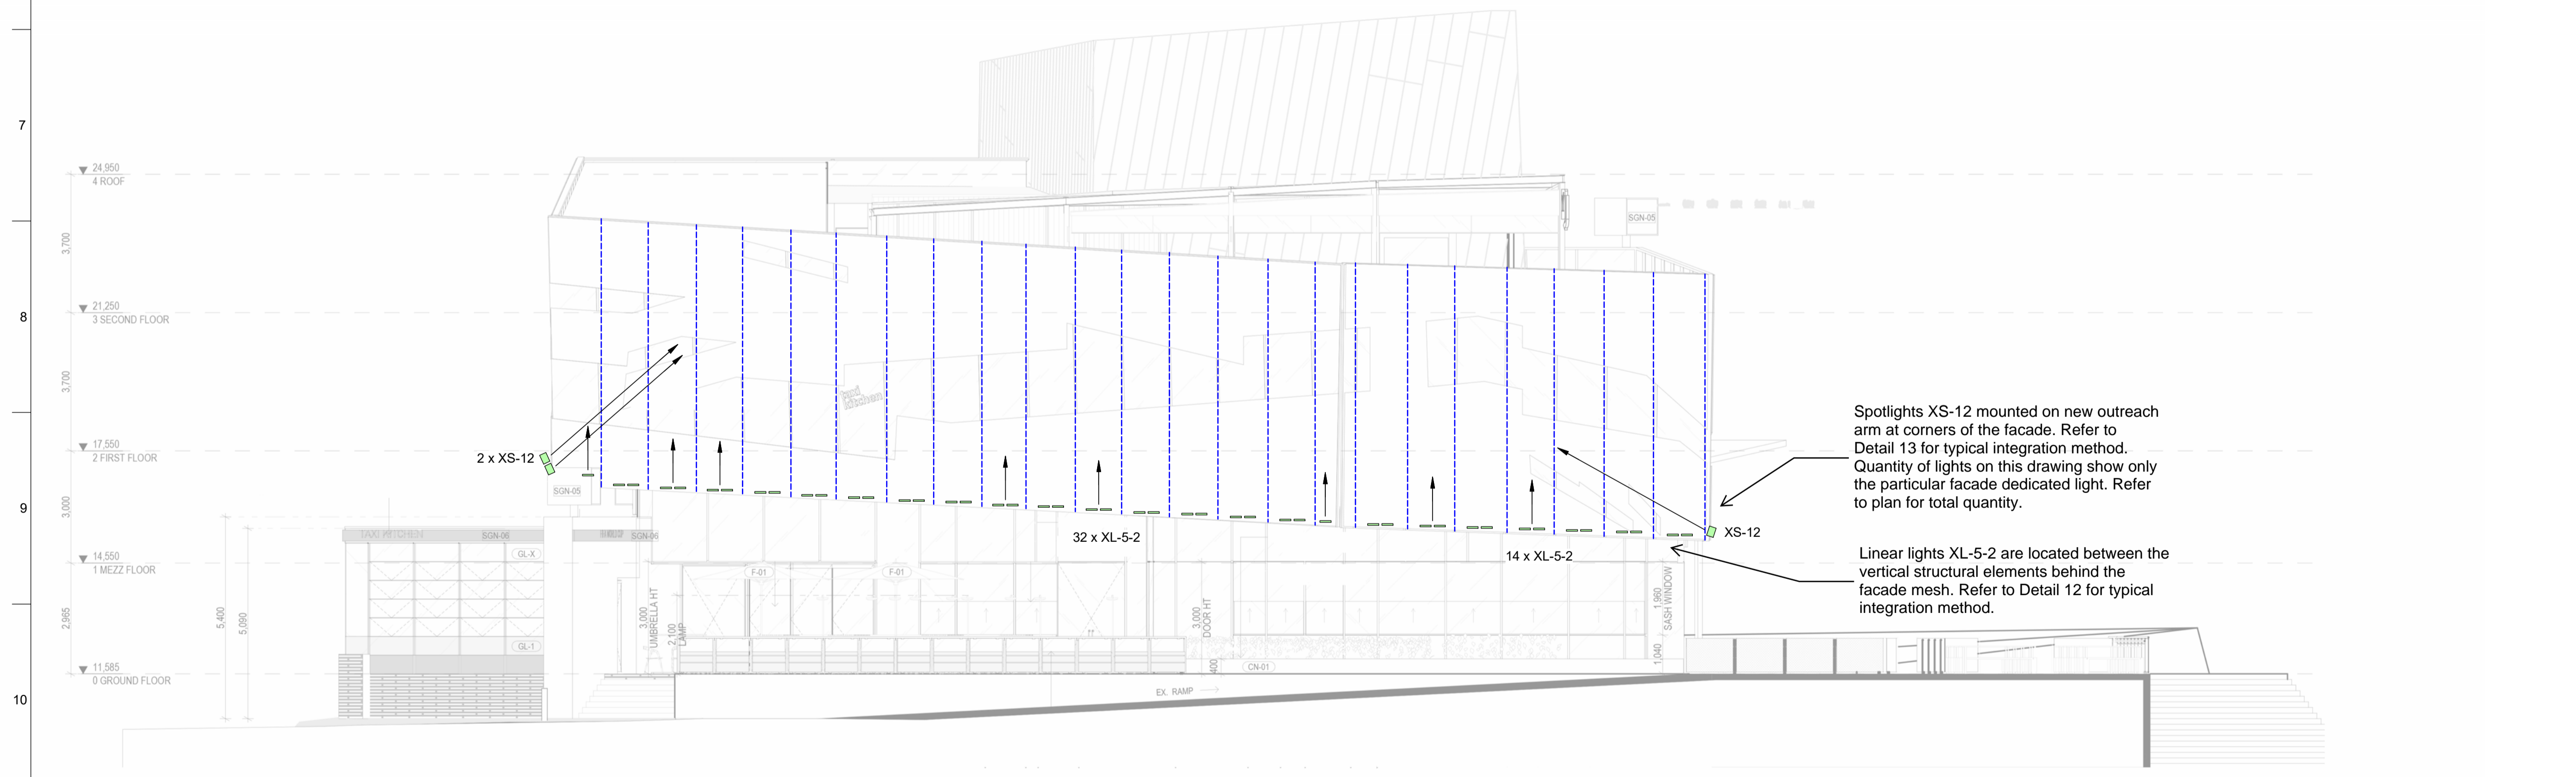 7
24,950
4 ROOF
SGN-05
3,700
21,250
3 SECOND FLOOR
8
3,700
taxi
kitchen
Spotlights XS-12 mounted on new outreach
arm at corners of the facade. Refer to
Detail 13 for typical integration method.
Quantity of lights on this drawing show only
the particular facade dedicated light. Refer
to plan for total quantity.
17,550
2 FIRST FLOOR
2 x XS-12
SGN-05
9
3,000
TAXI KITCHEN
SGN-06
SGN-06
32 x XL-5-2
XS-12
GL-X
14,550
1 MEZZ FLOOR
14 x XL-5-2
Linear lights XL-5-2 are located between the
vertical structural elements behind the
facade mesh. Refer to Detail 12 for typical
integration method.
F-01
F-01
2,965
5,400
5,090
3,000
UMBRELLA HT
2,100
LAMP
3,000
DOOR HT
1,960
SASH WINDOW
GL-1
11,585
0 GROUND FLOOR
400
CN-01
1,040
10
EX. RAMP